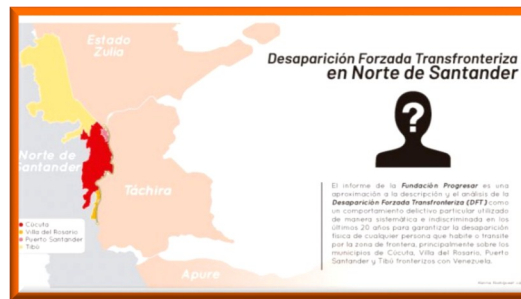 Estado
Zulia
Desaparición Forzada Transfronteriza
en Norte de Santander
?
Norte de
Santander
Táchira
El informe de la Fundación Progresar es una
aproximación a la descripción y el análisis de la
Desaparición Forzada Transfronteriza (DFT) como
un comportamiento delictivo particular utilizado
de manera sistemática e indiscriminada en los
últimos 20 años para garantizar la desaparición
física de cualquier persona que habite o transite
por la zona de frontera, principalmente sobre los
municipios de Cúcuta, Villa del Rosario, Puerto
Santander y Tibú fronterizos con Venezuela.
Cúcuta
Villa del Rosario
Puerto Santander
Tibú
Apure